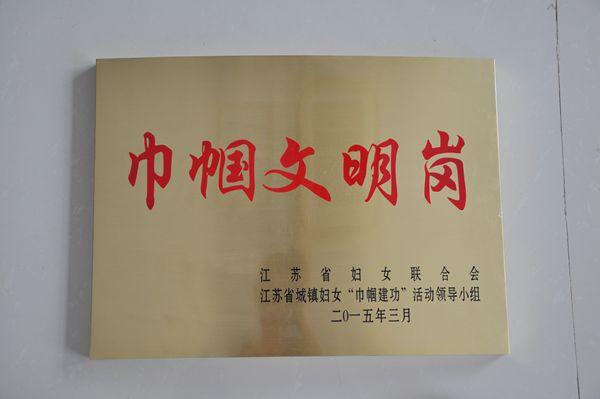 巾帼文明岗
江苏省妇女联合会
江苏省城镇妇女“巾帼建功”活动领导小组
二〇一五年三月